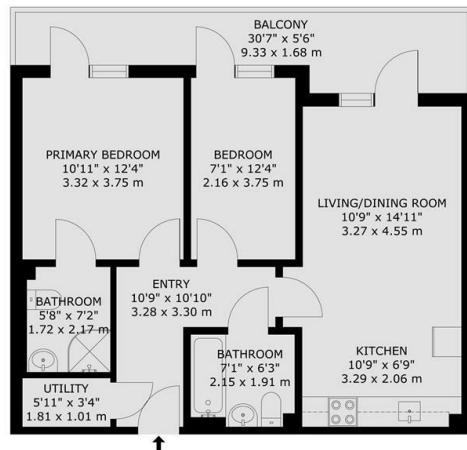 BALCONY
30'7" x 5'6"
9.33 x 1.68 m
PRIMARY BEDROOM
10'11" x 12'4"
3.32 x 3.75 m
BEDROOM
7'1" x 12'4"
2.16 x 3.75 m
LIVING/DINING ROOM
10'9" x 14'11"
3.27 x 4.55 m
ENTRY
10'9" x 10'10"
3.28 x 3.30 m
BATHROOM
5'8" x 7'2"
1.72 x 2.17 m
BATHROOM
7'1" x 6'3"
2.15 x 1.91 m
KITCHEN
10'9" x 6'9"
3.29 x 2.06 m
UTILITY
5'11" x 3'4"
1.81 x 1.01 m